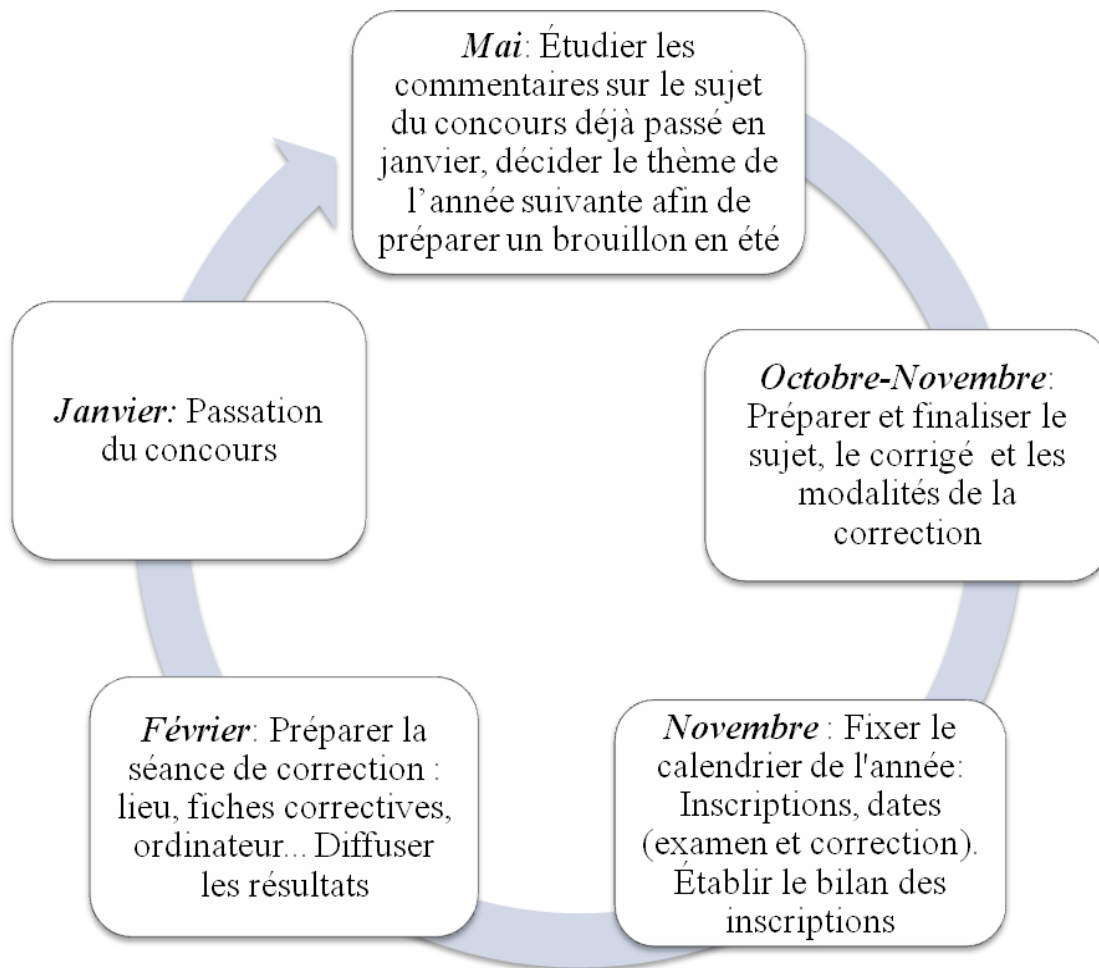 Mai: Étudier les
commentaires sur le sujet
du concours déjà passé en
janvier, décider le thème de
l’année suivante afin de
préparer un brouillon en été
Octobre-Novembre:
Préparer et finaliser le
sujet, le corrigé et les
modalités de la
correction
Novembre : Fixer le
calendrier de l'année:
Inscriptions, dates
(examen et correction).
Établir le bilan des
inscriptions
Février: Préparer la
séance de correction :
lieu, fiches correctives,
ordinateur... Diffuser
les résultats
Janvier: Passation
du concours